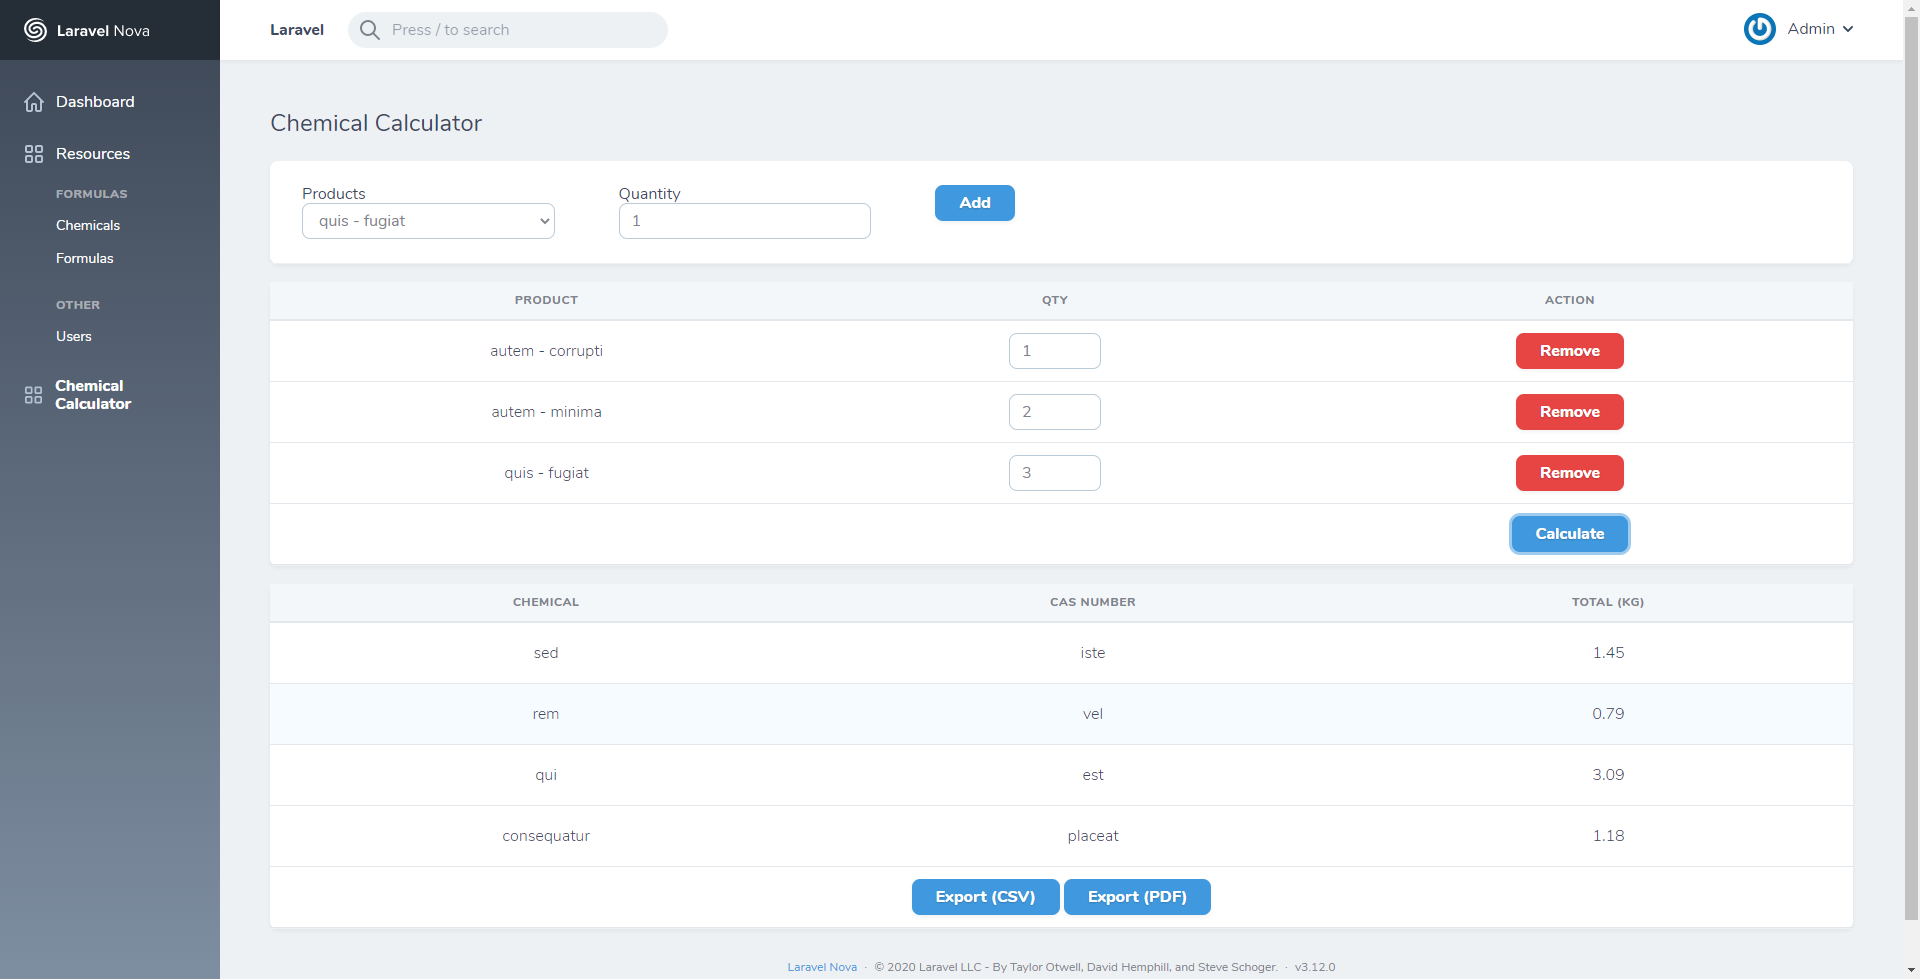 Laravel Nova
Laravel
Press / to search
Admin
Dashboard
Resources
FORMULAS
Chemicals
Formulas
OTHER
Users
Chemical
Calculator
Chemical Calculator
Products
Quantity
quis - fugiat
1
Add
PRODUCT QTY ACTION
autem - corrupti 1 Remove
autem - minima 2 Remove
quis - fugiat 3 Remove
Calculate
CHEMICAL CAS NUMBER TOTAL (KG)
sed iste 1.45
rem vel 0.79
qui est 3.09
consequatur placeat 1.18
Export (CSV) Export (PDF)
Laravel Nova · © 2020 Laravel LLC - By Taylor Otwell, David Hemphill, and Steve Schoger. · v3.12.0